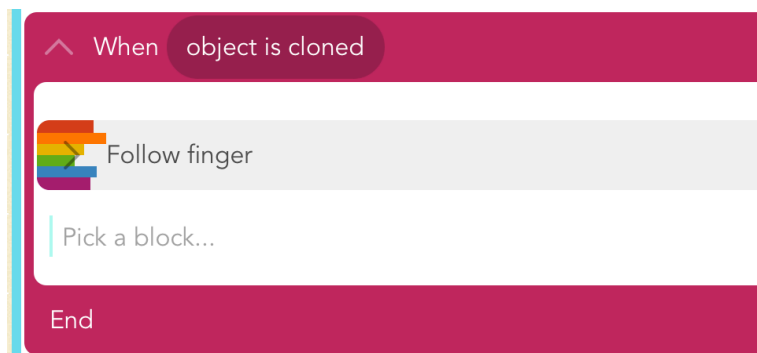 When object is cloned
Follow finger
Pick a block...
End